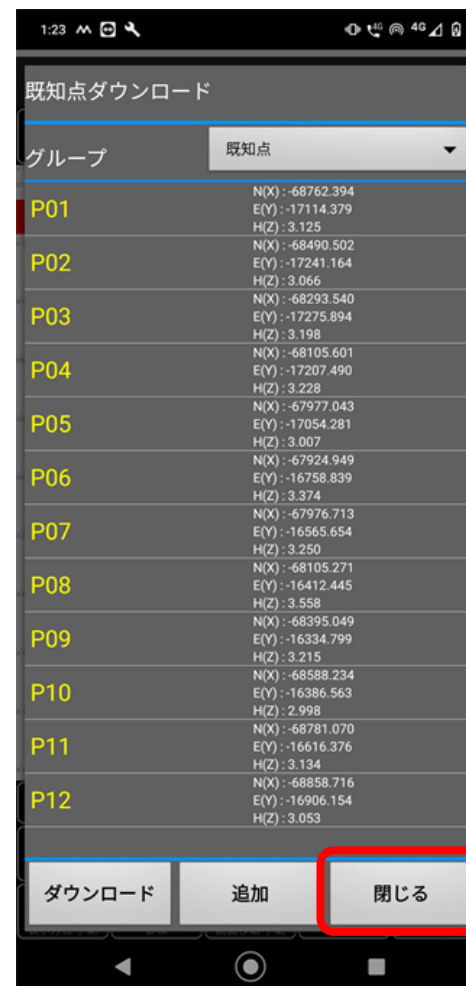 1:23
4G 4G
既知点ダウンロード
グループ 既知点
P01
N(X) : -68762.394
E(Y) : -17114.379
H(Z) : 3.125
P02
N(X) : -68490.502
E(Y) : -17241.164
H(Z) : 3.066
P03
N(X) : -68293.540
E(Y) : -17275.894
H(Z) : 3.198
P04
N(X) : -68105.601
E(Y) : -17207.490
H(Z) : 3.228
P05
N(X) : -67977.043
E(Y) : -17054.281
H(Z) : 3.007
P06
N(X) : -67924.949
E(Y) : -16758.839
H(Z) : 3.374
P07
N(X) : -67976.713
E(Y) : -16565.654
H(Z) : 3.250
P08
N(X) : -68105.271
E(Y) : -16412.445
H(Z) : 3.558
P09
N(X) : -68395.049
E(Y) : -16334.799
H(Z) : 3.215
P10
N(X) : -68588.234
E(Y) : -16386.563
H(Z) : 2.998
P11
N(X) : -68781.070
E(Y) : -16616.376
H(Z) : 3.134
P12
N(X) : -68858.716
E(Y) : -16906.154
H(Z) : 3.053
ダウンロード 追加 閉じる